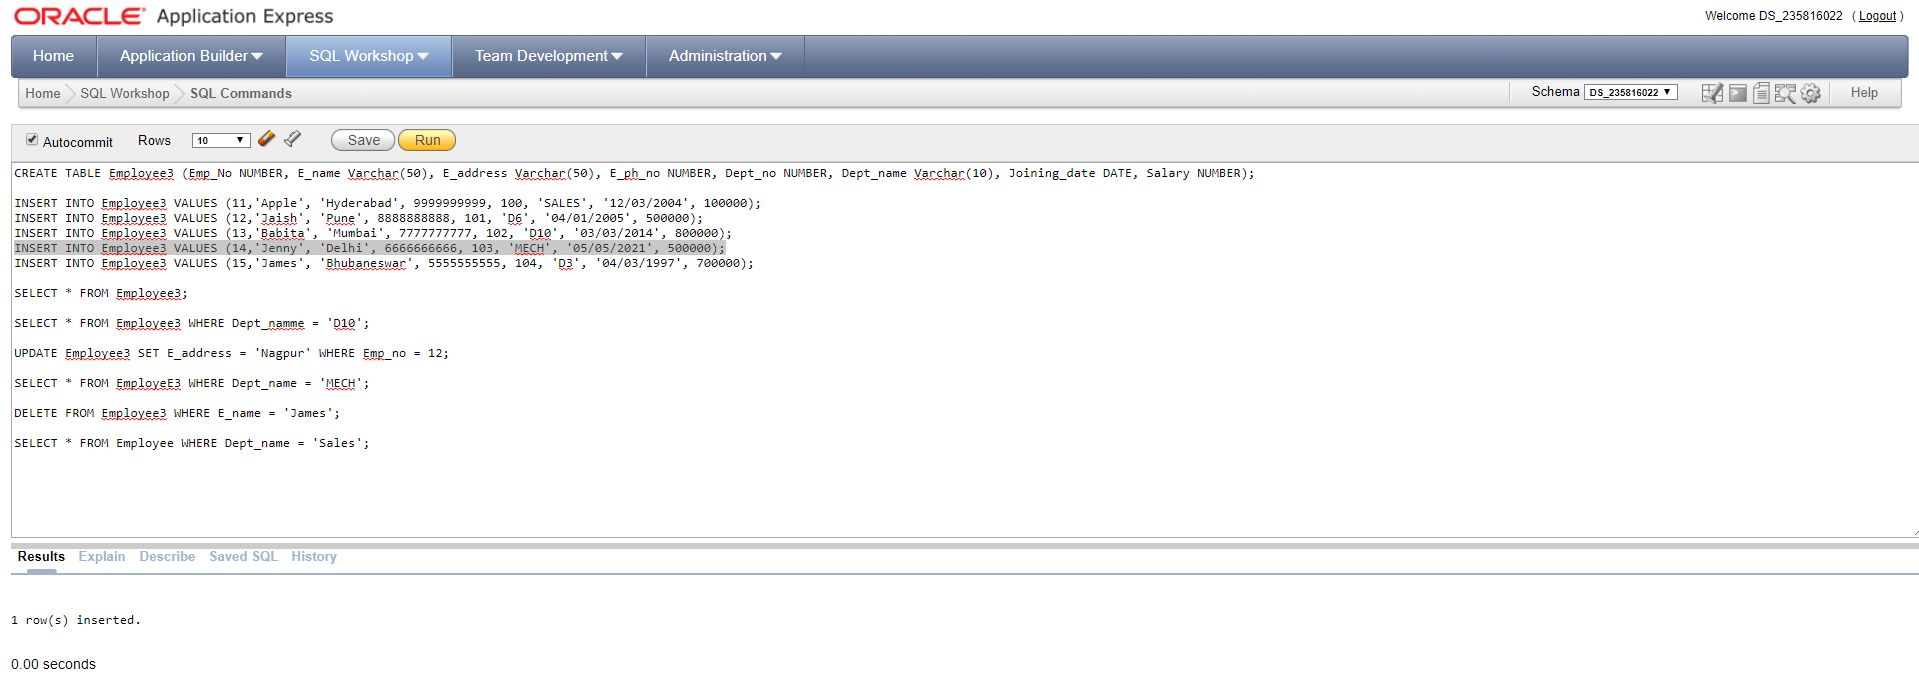 ORACLE® Application Express
Welcome DS_235816022 ( Logout )
Home Application Builder SQL Workshop Team Development Administration
Home SQL Workshop SQL Commands Schema DS_235816022 Help
Autocommit Rows 10 Save Run
CREATE TABLE Employee3 (Emp_No NUMBER, E_name Varchar(50), E_address Varchar(50), E_ph_no NUMBER, Dept_no NUMBER, Dept_name Varchar(10), Joining_date DATE, Salary NUMBER);
INSERT INTO Employee3 VALUES (11,'Apple', 'Hyderabad', 9999999999, 100, 'SALES', '12/03/2004', 100000);
INSERT INTO Employee3 VALUES (12,'Jaish', 'Pune', 8888888888, 101, 'D6', '04/01/2005', 500000);
INSERT INTO Employee3 VALUES (13,'Babita', 'Mumbai', 7777777777, 102, 'D10', '03/03/2014', 800000);
INSERT INTO Employee3 VALUES (14,'Jenny', 'Delhi', 6666666666, 103, 'MECH', '05/05/2021', 500000);
INSERT INTO Employee3 VALUES (15,'James', 'Bhubaneswar', 5555555555, 104, 'D3', '04/03/1997', 700000);
SELECT * FROM Employee3;
SELECT * FROM Employee3 WHERE Dept_namme = 'D10';
UPDATE Employee3 SET E_address = 'Nagpur' WHERE Emp_no = 12;
SELECT * FROM EmployeE3 WHERE Dept_name = 'MECH';
DELETE FROM Employee3 WHERE E_name = 'James';
SELECT * FROM Employee WHERE Dept_name = 'Sales';
Results Explain Describe Saved SQL History
1 row(s) inserted.
0.00 seconds